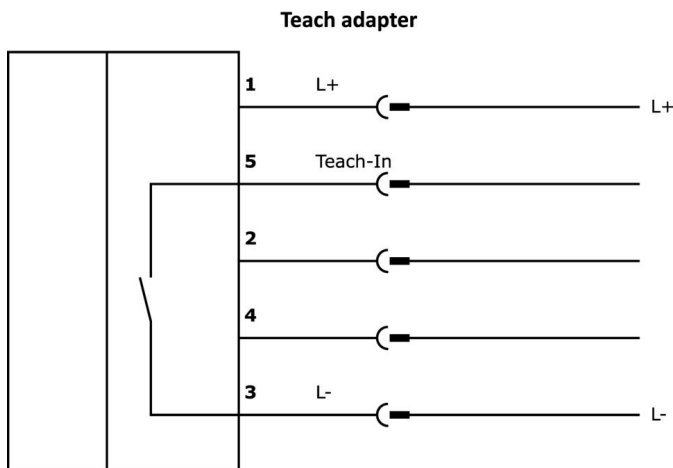 Teach adapter
1 L+
L+
5 Teach-In
2
4
3 L-
L-